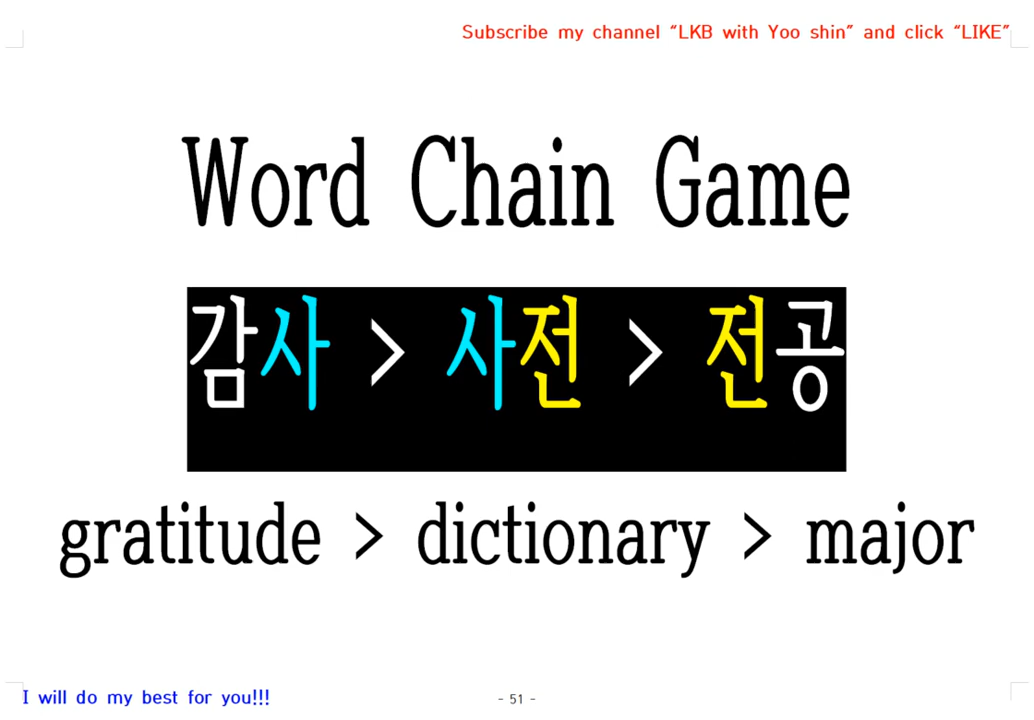 Subscribe my channel “LKB with Yoo shin” and click “LIKE”
Word Chain Game
감사 > 사전 > 전공
gratitude > dictionary > major
I will do my best for you!!!
- 51 -